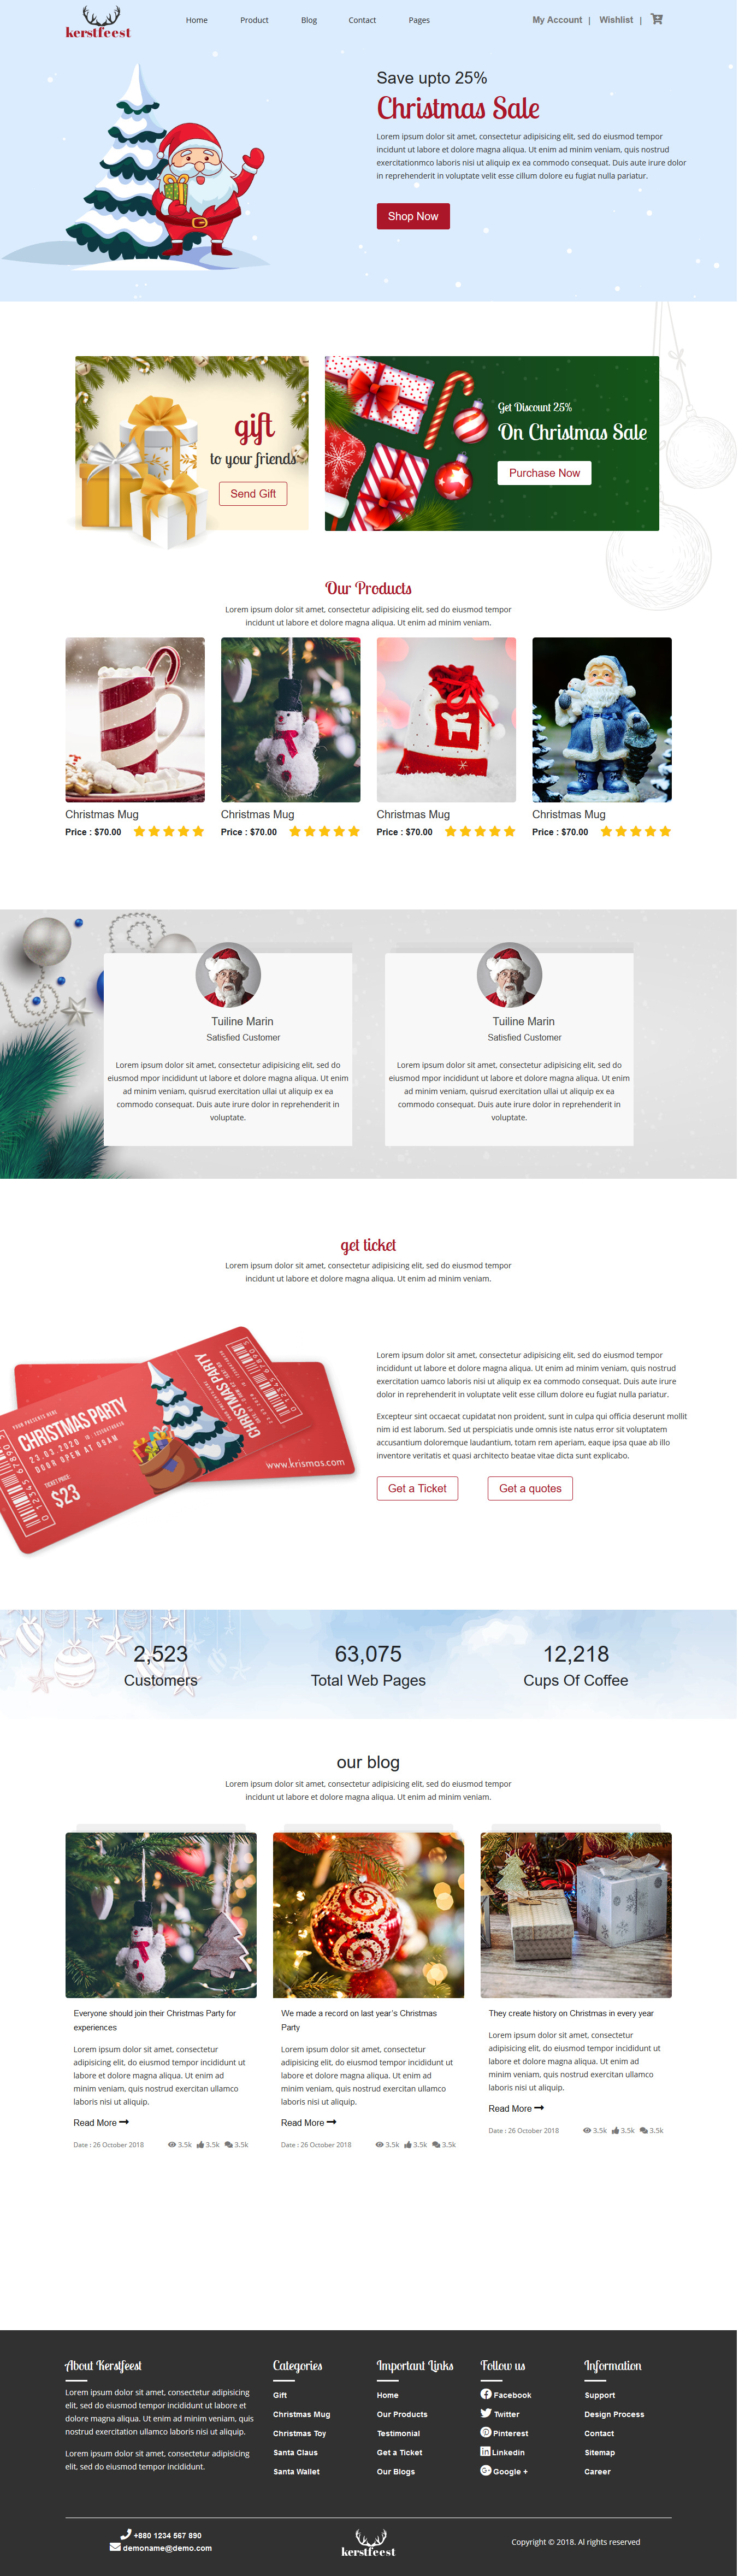 kerstfeest
Home Product Blog Contact Pages
My Account | Wishlist |
Save upto 25%
Christmas Sale
Lorem ipsum dolor sit amet, consectetur adipisicing elit, sed do eiusmod tempor
incidunt ut labore et dolore magna aliqua. Ut enim ad minim veniam, quis nostrud
exercitationmco laboris nisi ut aliquip ex ea commodo consequat. Duis aute irure dolor
in reprehenderit in voluptate velit esse cillum dolore eu fugiat nulla pariatur.
Shop Now
gift
to your friends
Send Gift
Get Discount 25%
On Christmas Sale
Purchase Now
Our Products
Lorem ipsum dolor sit amet, consectetur adipisicing elit, sed do eiusmod tempor
incidunt ut labore et dolore magna aliqua. Ut enim ad minim veniam.
Christmas Mug
Price : $70.00
Christmas Mug
Price : $70.00
Christmas Mug
Price : $70.00
Christmas Mug
Price : $70.00
Tuiline Marin
Satisfied Customer
Lorem ipsum dolor sit amet, consectetur adipisicing elit, sed do
eiusmod mpor incididunt ut labore et dolore magna aliqua. Ut enim
ad minim veniam, quisrud exercitation ullai ut aliquip ex ea
commodo consequat. Duis aute irure dolor in reprehenderit in
voluptate.
Tuiline Marin
Satisfied Customer
Lorem ipsum dolor sit amet, consectetur adipisicing elit, sed do
eiusmod mpor incididunt ut labore et dolore magna aliqua. Ut enim
ad minim veniam, quisrud exercitation ullai ut aliquip ex ea
commodo consequat. Duis aute irure dolor in reprehenderit in
voluptate.
get ticket
Lorem ipsum dolor sit amet, consectetur adipisicing elit, sed do eiusmod tempor
incidunt ut labore et dolore magna aliqua. Ut enim ad minim veniam.
YOUR PRESENTS HERE
CHRISTMAS PARTY
23.03.2020
DOOR OPEN AT 09AM
TICKET PRICE:
$23
1234567890
CHRISTMAS PARTY
www.krismas.com
Lorem ipsum dolor sit amet, consectetur adipisicing elit, sed do eiusmod tempor
incididunt ut labore et dolore magna aliqua. Ut enim ad minim veniam, quis nostrud
exercitation uamco laboris nisi ut aliquip ex ea commodo consequat. Duis aute irure
dolor in reprehenderit in voluptate velit esse cillum dolore eu fugiat nulla pariatur.
Excepteur sint occaecat cupidatat non proident, sunt in culpa qui officia deserunt mollit
nim id est laborum. Sed ut perspiciatis unde omnis iste natus error sit voluptatem
accusantium doloremque laudantium, totam rem aperiam, eaque ipsa quae ab illo
inventore veritatis et quasi architecto beatae vitae dicta sunt explicabo.
Get a Ticket Get a quotes
2,523
Customers
63,075
Total Web Pages
12,218
Cups Of Coffee
our blog
Lorem ipsum dolor sit amet, consectetur adipisicing elit, sed do eiusmod tempor
incidunt ut labore et dolore magna aliqua. Ut enim ad minim veniam.
Everyone should join their Christmas Party for
experiences
Lorem ipsum dolor sit amet, consectetur
adipisicing elit, do eiusmod tempor incididunt ut
labore et dolore magna aliqua. Ut enim ad
minim veniam, quis nostrud exercitan ullamco
laboris nisi ut aliquip.
Read More
Date : 26 October 2018 3.5k 3.5k 3.5k
We made a record on last year's Christmas
Party
Lorem ipsum dolor sit amet, consectetur
adipisicing elit, do eiusmod tempor incididunt ut
labore et dolore magna aliqua. Ut enim ad
minim veniam, quis nostrud exercitan ullamco
laboris nisi ut aliquip.
Read More
Date : 26 October 2018 3.5k 3.5k 3.5k
They create history on Christmas in every year
Lorem ipsum dolor sit amet, consectetur
adipisicing elit, do eiusmod tempor incididunt ut
labore et dolore magna aliqua. Ut enim ad
minim veniam, quis nostrud exercitan ullamco
laboris nisi ut aliquip.
Read More
Date : 26 October 2018 3.5k 3.5k 3.5k
About Kerstfeest
Lorem ipsum dolor sit amet, consectetur adipisicing
elit, sed do eiusmod tempor incididunt ut labore et
dolore magna aliqua. Ut enim ad minim veniam, quis
nostrud exercitation ullamco laboris nisi ut aliquip.
Lorem ipsum dolor sit amet, consectetur adipisicing
elit, sed do eiusmod tempor incididunt.
Categories
Gift
Christmas Mug
Christmas Toy
Santa Claus
Santa Wallet
Important Links
Home
Our Products
Testimonial
Get a Ticket
Our Blogs
Follow us
Facebook
Twitter
Pinterest
Linkedin
Google +
Information
Support
Design Process
Contact
Sitemap
Career
+880 1234 567 890
demoname@demo.com
kerstfeest
Copyright © 2018. Al rights reserved